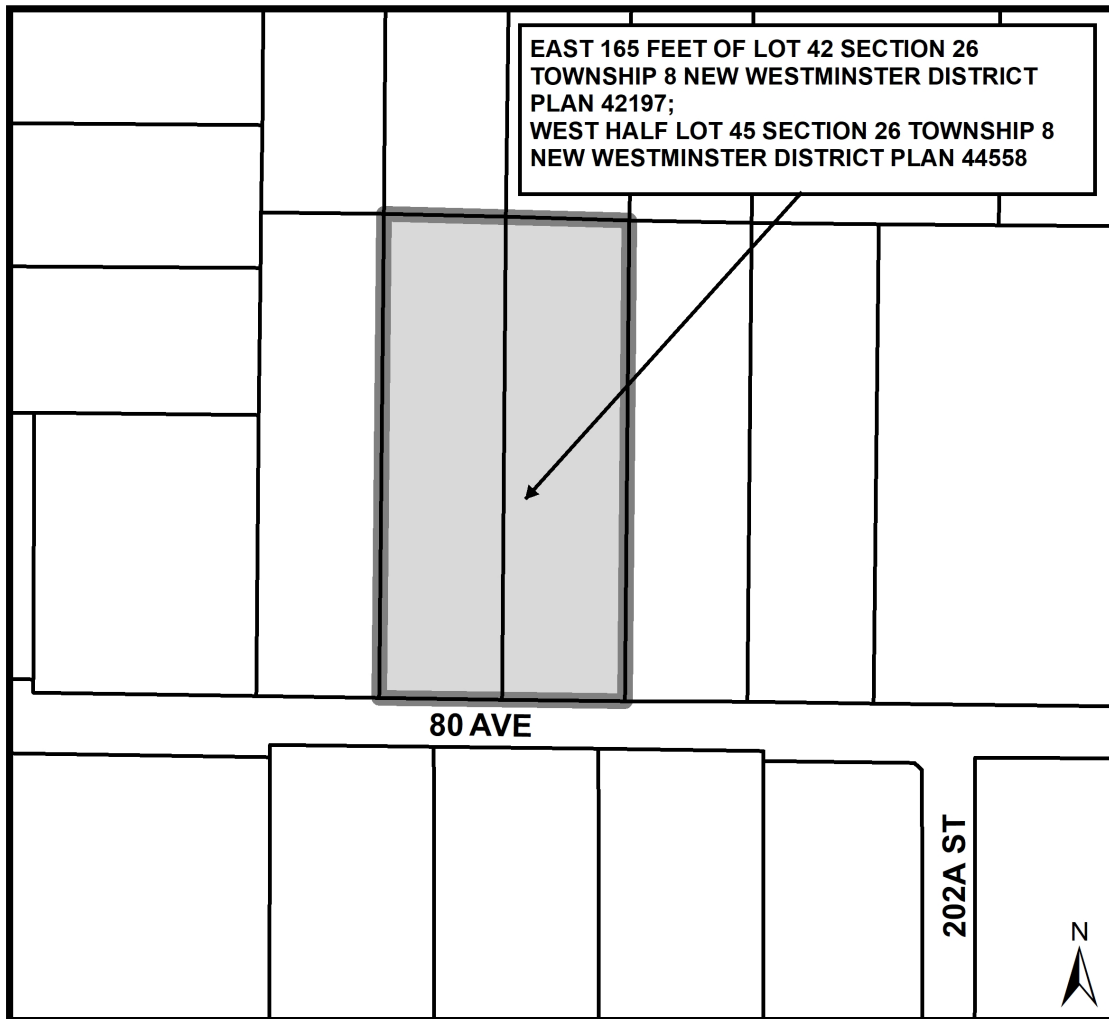 EAST 165 FEET OF LOT 42 SECTION 26
TOWNSHIP 8 NEW WESTMINSTER DISTRICT
PLAN 42197;
WEST HALF LOT 45 SECTION 26 TOWNSHIP 8
NEW WESTMINSTER DISTRICT PLAN 44558
80 AVE
202A ST
N